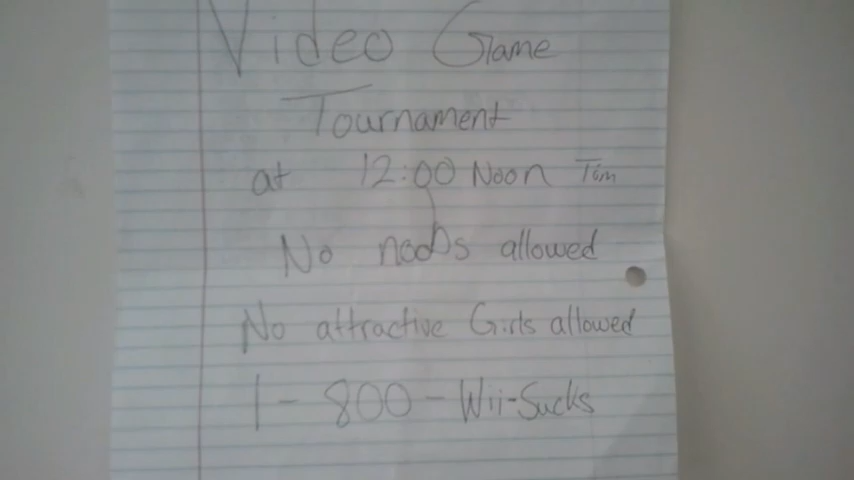 Video Game
Tournament
at 12:00 Noon Tim
No noobs allowed
No attractive Girls allowed
1-800-Wii-Sucks